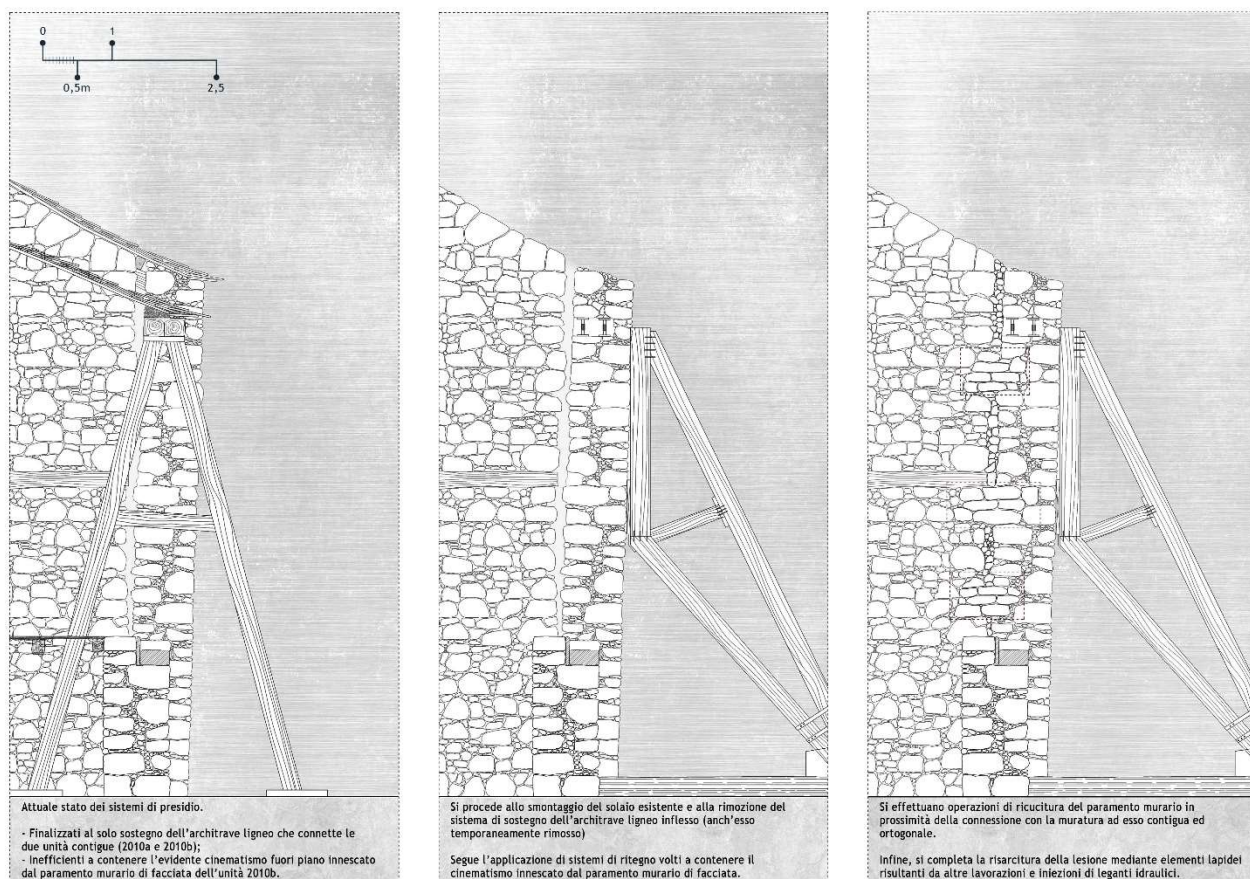 0 1
0,5m 2,5
Attuale stato dei sistemi di presidio.
- Finalizzati al solo sostegno dell'architrave ligneo che connette le
due unità contigue (2010a e 2010b);
- Inefficienti a contenere l'evidente cinematismo fuori piano innescato
dal paramento murario di facciata dell'unità 2010b.
Si procede allo smontaggio del solaio esistente e alla rimozione del
sistema di sostegno dell'architrave ligneo inflesso (anch'esso
temporaneamente rimosso)
Segue l'applicazione di sistemi di ritegno volti a contenere il
cinematismo innescato dal paramento murario di facciata.
Si effettuano operazioni di ricucitura del paramento murario in
prossimità della connessione con la muratura ad esso contigua ed
ortogonale.
Infine, si completa la risarcitura della lesione mediante elementi lapidei
risultanti da altre lavorazioni e iniezioni di leganti idraulici.